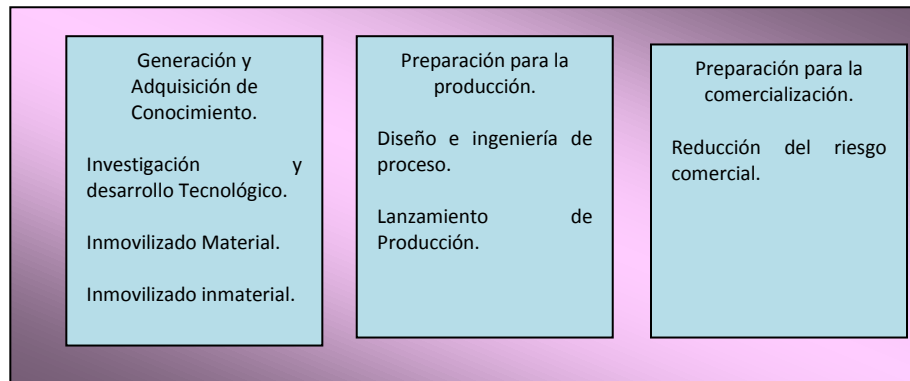 Generación y
Adquisición de
Conocimiento.
Investigación y
desarrollo Tecnológico.
Inmovilizado Material.
Inmovilizado inmaterial.
Preparación para la
producción.
Diseño e ingeniería de
proceso.
Lanzamiento de
Producción.
Preparación para la
comercialización.
Reducción del riesgo
comercial.